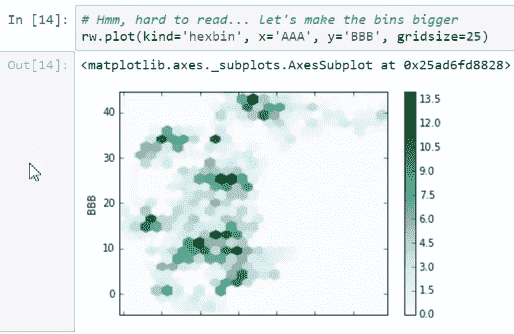 In [14]:
# Hmm, hard to read... Let's make the bins bigger
rw.plot(kind='hexbin', x='AAA', y='BBB', gridsize=25)
Out[14]:
<matplotlib.axes._subplots.AxesSubplot at 0x25ad6fd8828>
40
30
20
10
0
BBB
13.5
12.0
10.5
9.0
7.5
6.0
4.5
3.0
1.5
0.0